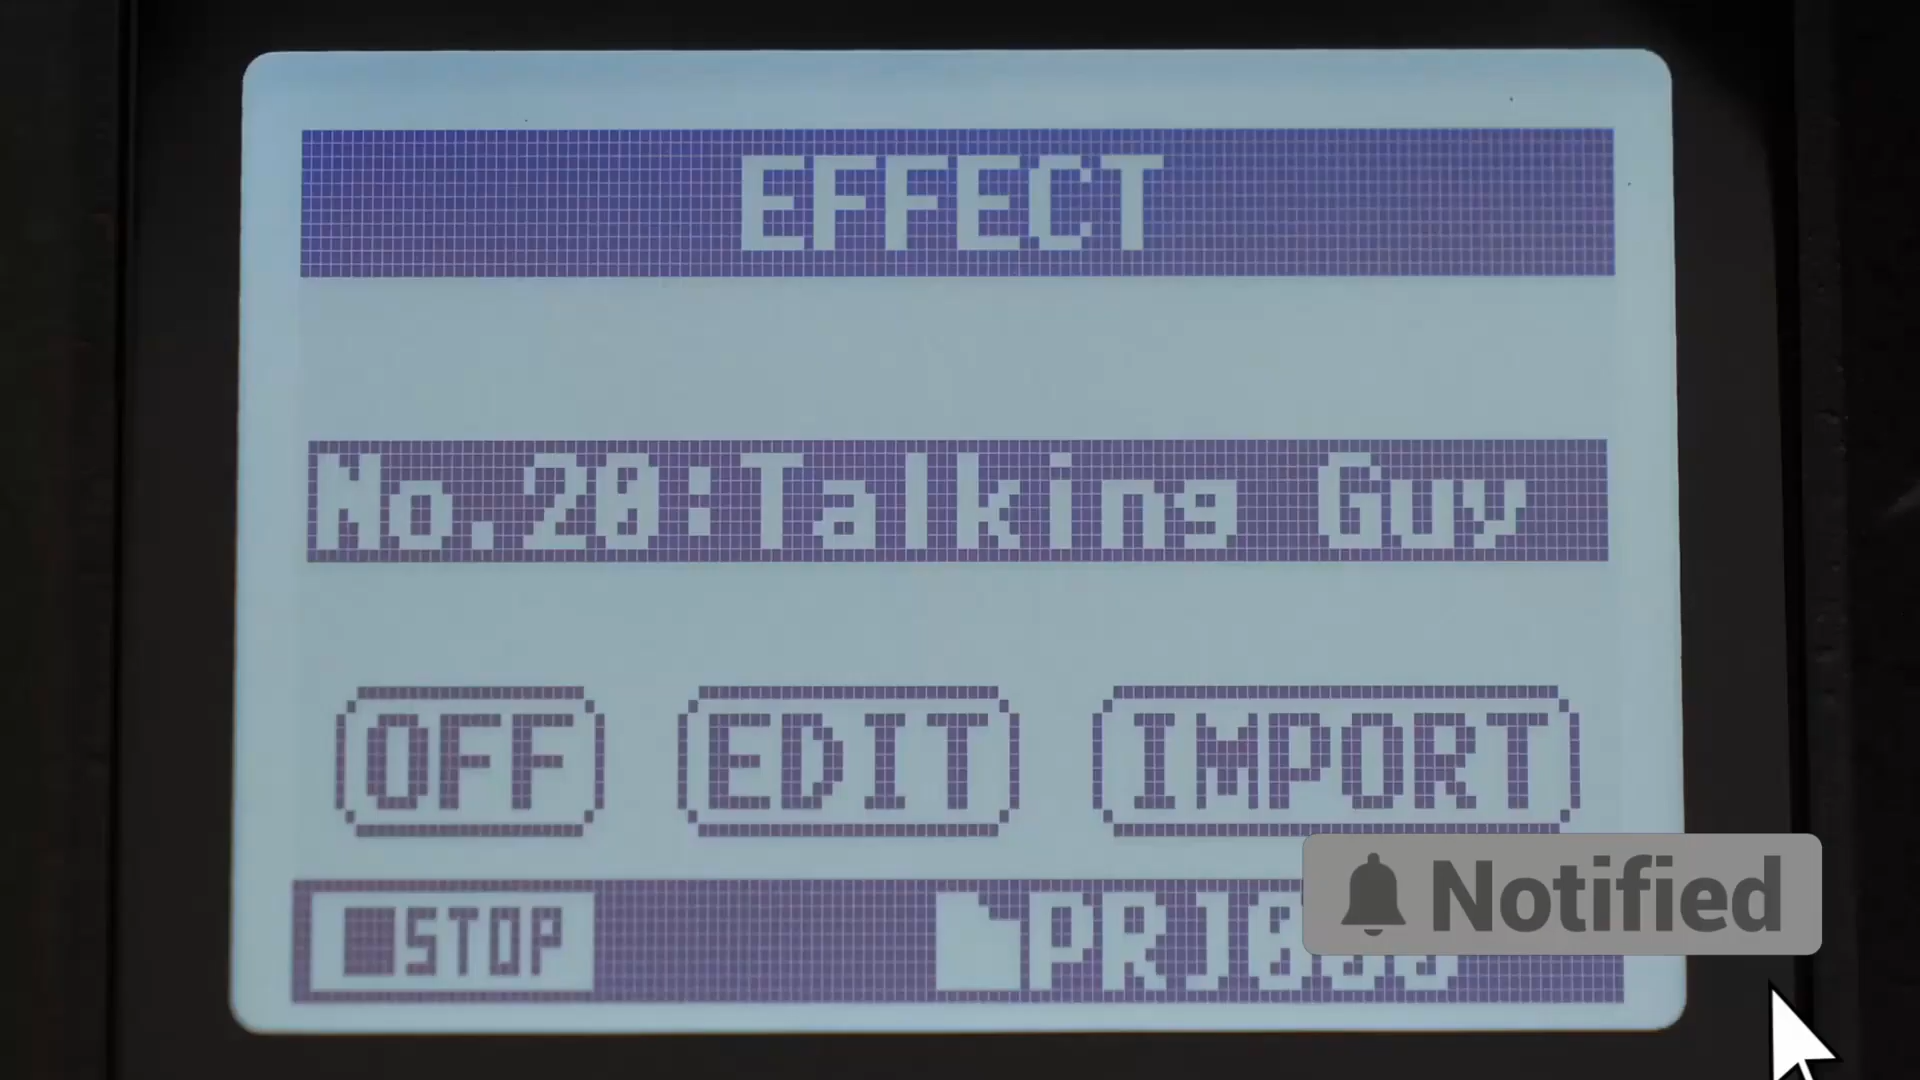 EFFECT
No.20:Talking Guy
OFF EDIT IMPORT
STOP
Notified